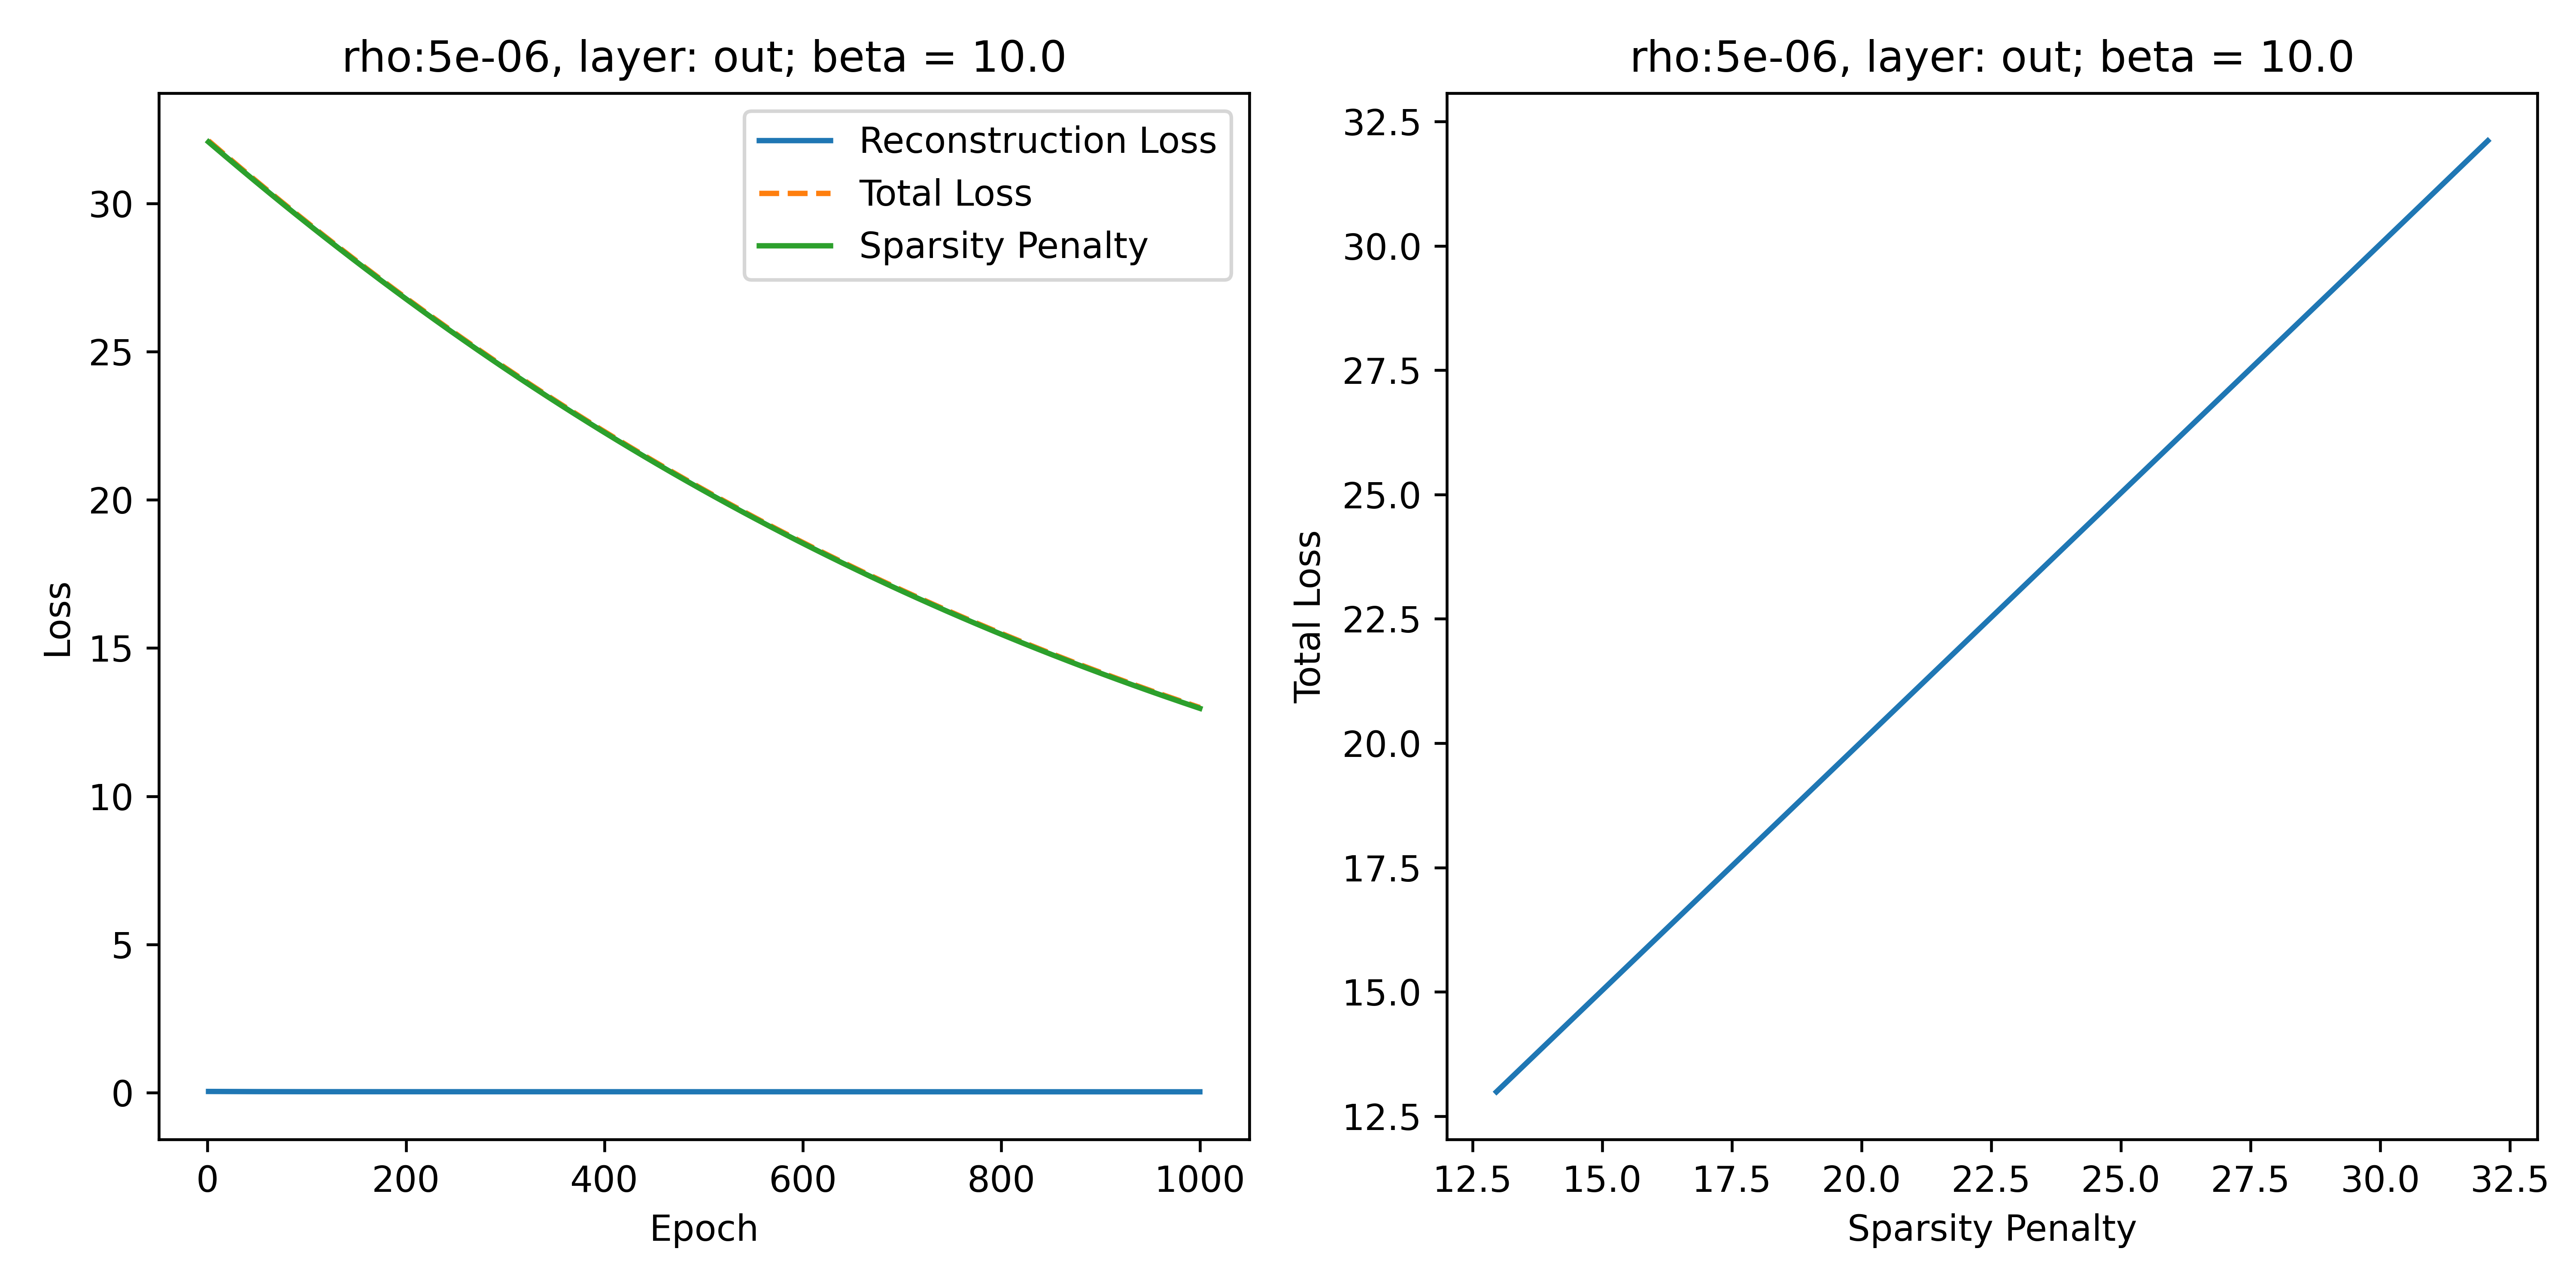 rho:5e-06, layer: out; beta = 10.0
Reconstruction Loss
Total Loss
Sparsity Penalty
30
25
20
15
10
5
0
Loss
0 200 400 600 800 1000
Epoch
rho:5e-06, layer: out; beta = 10.0
32.5
30.0
27.5
25.0
22.5
20.0
17.5
15.0
12.5
Total Loss
12.5 15.0 17.5 20.0 22.5 25.0 27.5 30.0 32.5
Sparsity Penalty